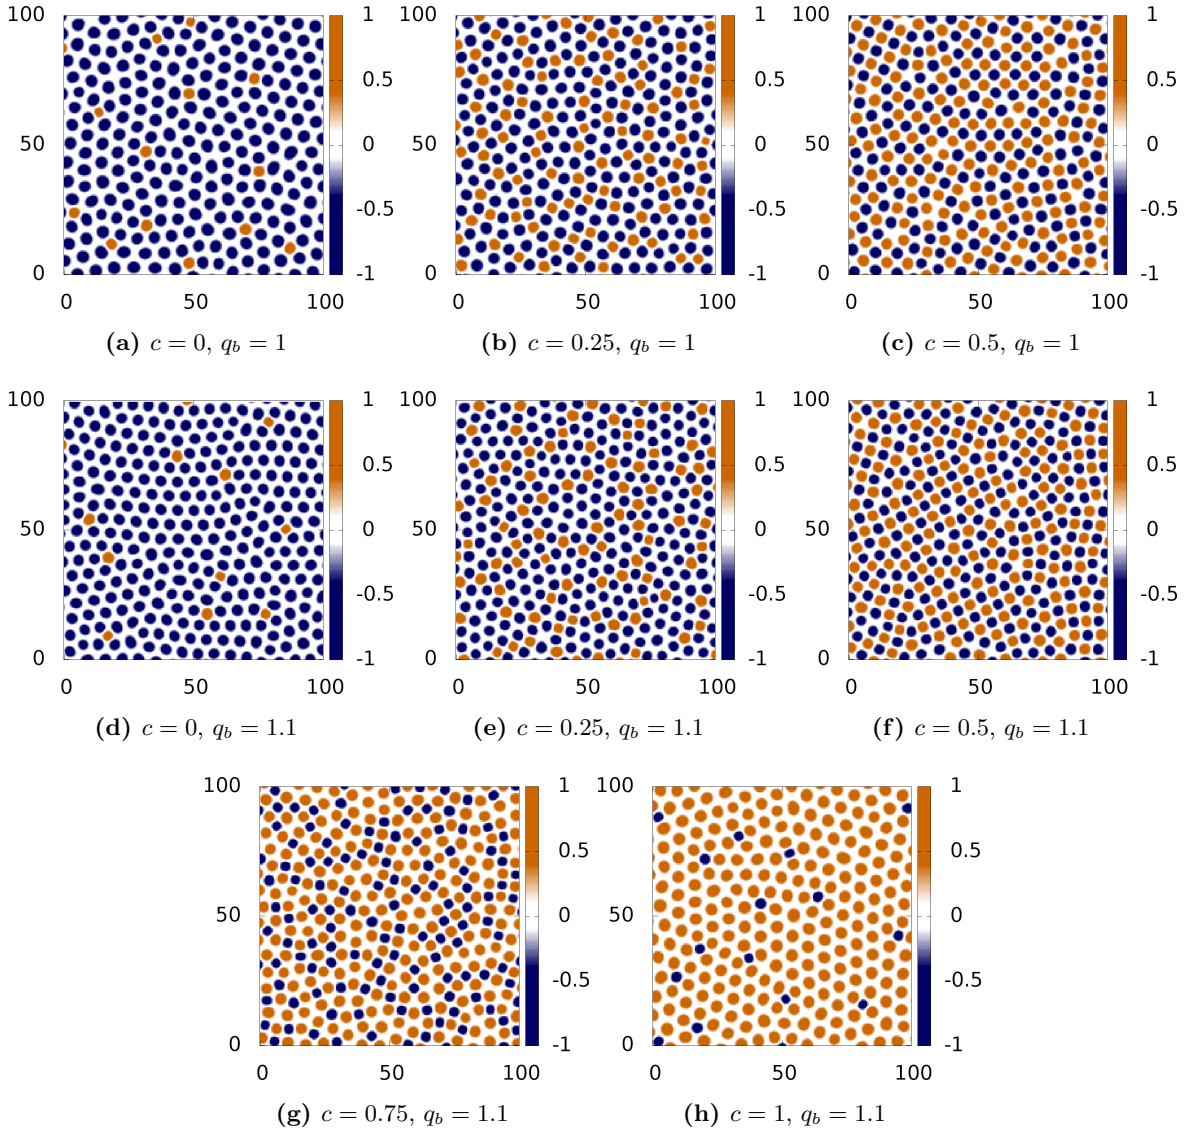 100 1 100 1 100 1
0.5 0.5 0.5
50 0 50 0 50 0
-0.5 -0.5 -0.5
0 -1 0 -1 0 -1
0 50 100 0 50 100 0 50 100
(a) c = 0, q_b = 1 (b) c = 0.25, q_b = 1 (c) c = 0.5, q_b = 1
100 1 100 1 100 1
0.5 0.5 0.5
50 0 50 0 50 0
-0.5 -0.5 -0.5
0 -1 0 -1 0 -1
0 50 100 0 50 100 0 50 100
(d) c = 0, q_b = 1.1 (e) c = 0.25, q_b = 1.1 (f) c = 0.5, q_b = 1.1
100 1 100 1
0.5 0.5
50 0 50 0
-0.5 -0.5
0 -1 0 -1
0 50 100 0 50 100
(g) c = 0.75, q_b = 1.1 (h) c = 1, q_b = 1.1